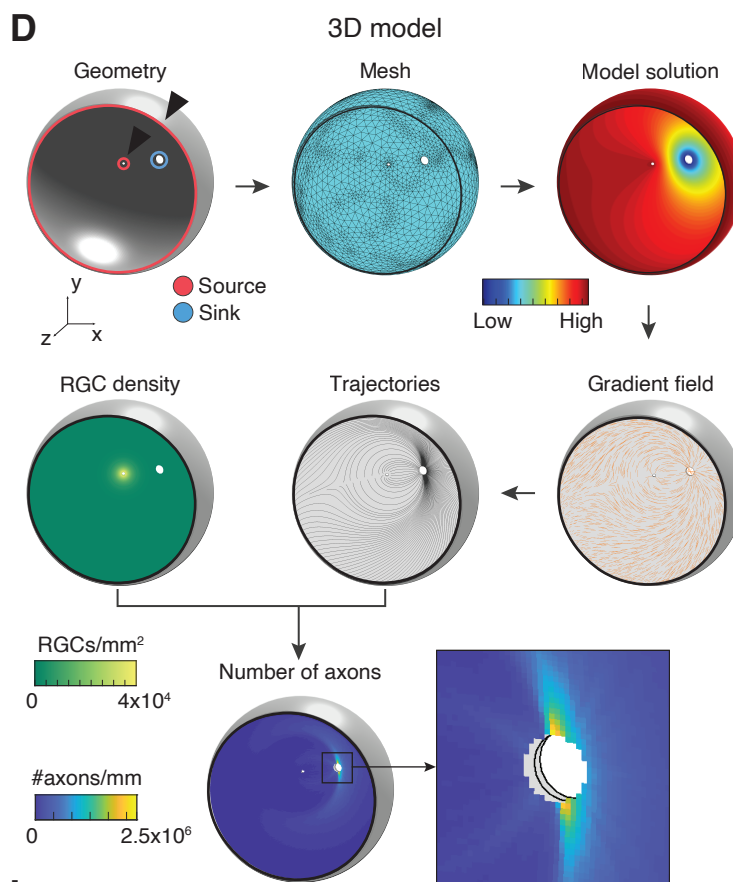 D
3D model
Geometry
Mesh
Model solution
y
z
x
Source
Sink
Low
High
RGC density
Trajectories
Gradient field
RGCs/mm²
0
4x10⁴
Number of axons
#axons/mm
0
2.5x10⁶